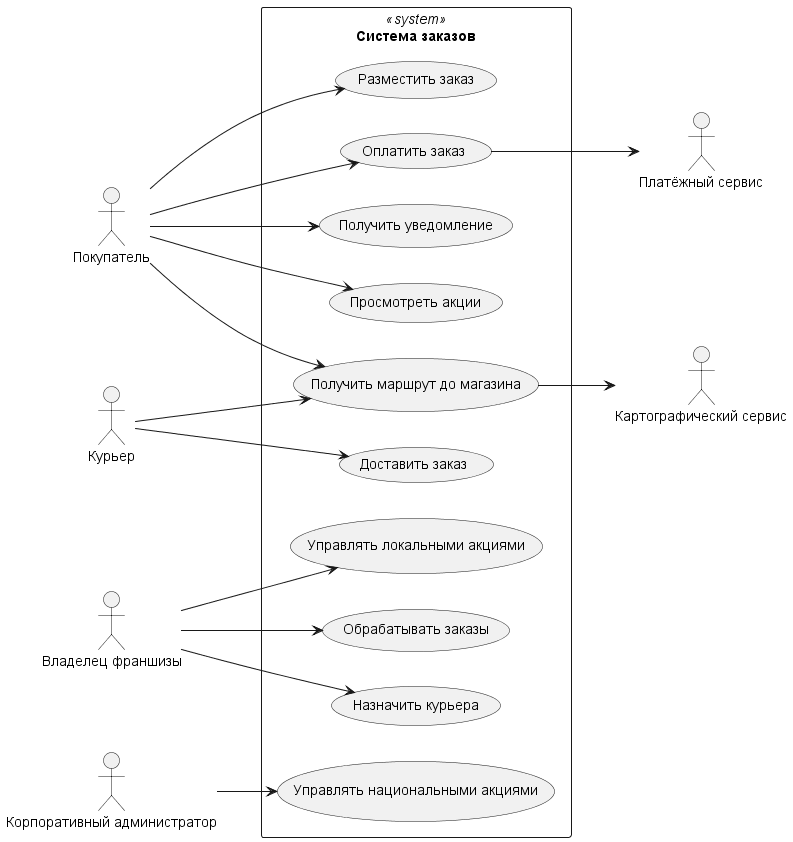 «system»
Система заказов
Разместить заказ
Оплатить заказ
Платёжный сервис
Получить уведомление
Покупатель
Просмотреть акции
Получить маршрут до магазина
Картографический сервис
Курьер
Доставить заказ
Управлять локальными акциями
Обрабатывать заказы
Владелец франшизы
Назначить курьера
Управлять национальными акциями
Корпоративный администратор